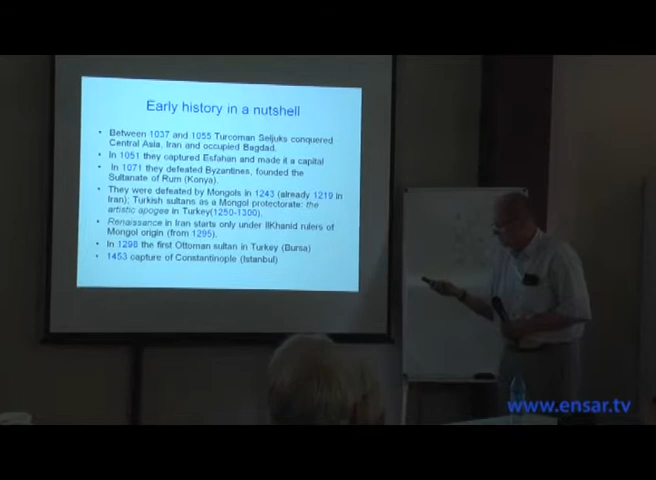 Early history in a nutshell
• Between 1037 and 1055 Turcoman Seljuks conquered
Central Asia, Iran and occupied Bagdad.
• In 1051 they captured Esfahan and made it a capital
• In 1071 they defeated Byzantines, founded the
Sultanate of Rum (Konya).
• They were defeated by Mongols in 1243 (already 1219 in
Iran); Turkish sultans as a Mongol protectorate: the
artistic apogee in Turkey(1250-1300).
• Renaissance in Iran starts only under IlKhanid rulers of
Mongol origin (from 1295).
• In 1298 the first Ottoman sultan in Turkey (Bursa)
• 1453 capture of Constantinople (Istanbul)
www.ensar.tv